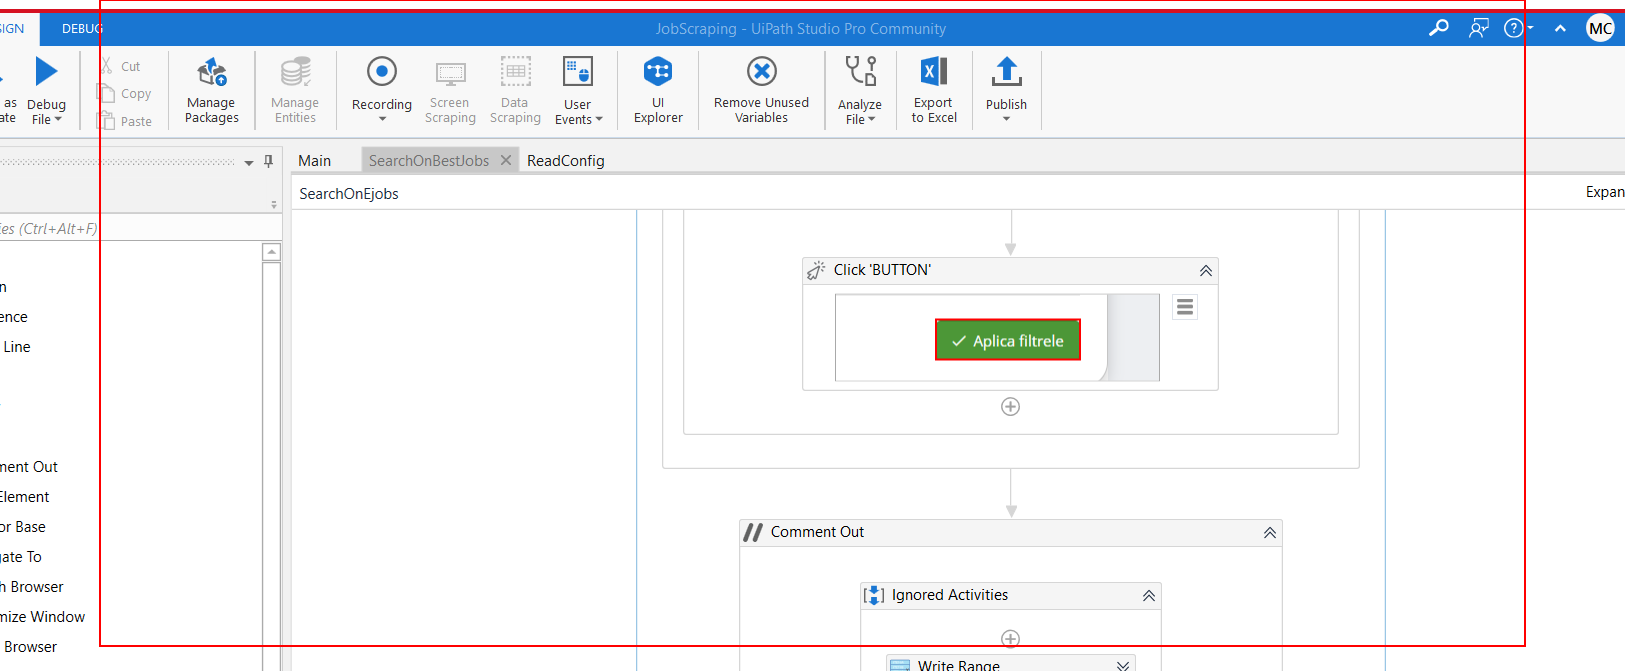 SIGN
DEBUG
JobScraping - UiPath Studio Pro Community
MC
as
ate
Debug
File
Cut
Copy
Paste
Manage
Packages
Manage
Entities
Recording
Screen
Scraping
Data
Scraping
User
Events
UI
Explorer
Remove Unused
Variables
Analyze
File
Export
to Excel
Publish
Main
SearchOnBestJobs
ReadConfig
SearchOnEjobs
Expan
ies (Ctrl+Alt+F)
n
ence
Line
ment Out
Element
or Base
gate To
h Browser
mize Window
Browser
Click 'BUTTON'
Aplica filtrele
Comment Out
Ignored Activities
Write Range